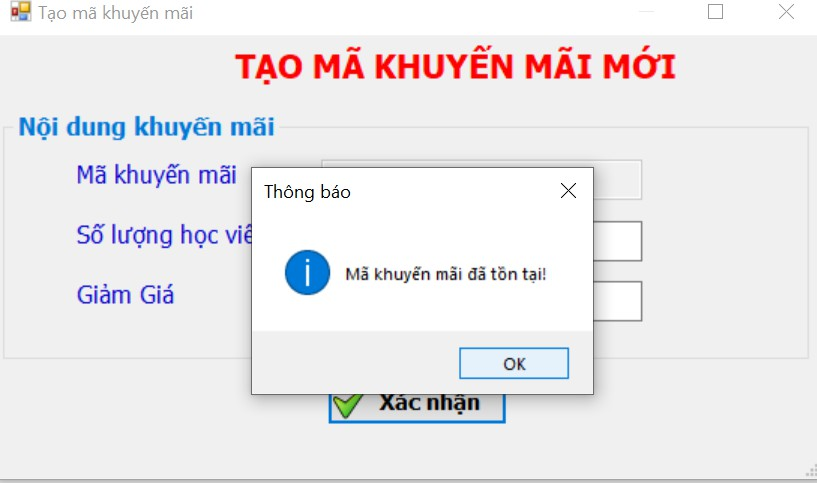 Tạo mã khuyến mãi
TẠO MÃ KHUYẾN MÃI MỚI
Nội dung khuyến mãi
Mã khuyến mãi
Thông báo
Số lượng học viê
Mã khuyến mãi đã tồn tại!
Giảm Giá
OK
Xác nhận